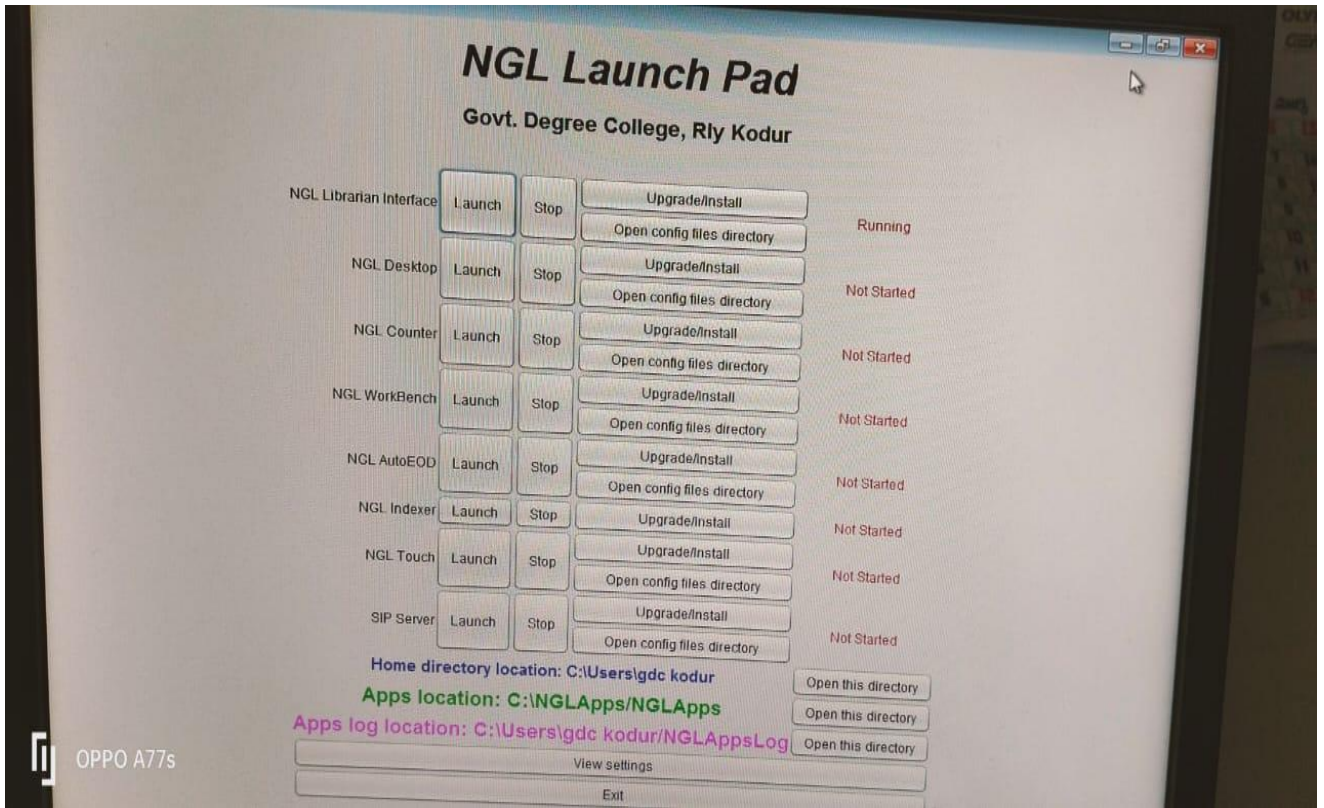 NGL Launch Pad
Govt. Degree College, Rly Kodur
NGL Librarian Interface Launch Stop Upgrade/Install
Open config files directory Running
NGL Desktop Launch Stop Upgrade/Install
Open config files directory Not Started
NGL Counter Launch Stop Upgrade/Install
Open config files directory Not Started
NGL WorkBench Launch Stop Upgrade/Install
Open config files directory Not Started
NGL AutoEOD Launch Stop Upgrade/Install
Open config files directory Not Started
NGL Indexer Launch Stop Upgrade/Install Not Started
NGL Touch Launch Stop Upgrade/Install
Open config files directory Not Started
SIP Server Launch Stop Upgrade/Install
Open config files directory Not Started
Home directory location: C:\Users\gdc kodur Open this directory
Apps location: C:\NGLApps/NGLApps Open this directory
Apps log location: C:\Users\gdc kodur/NGLAppsLog Open this directory
View settings
Exit
OPPO A77s